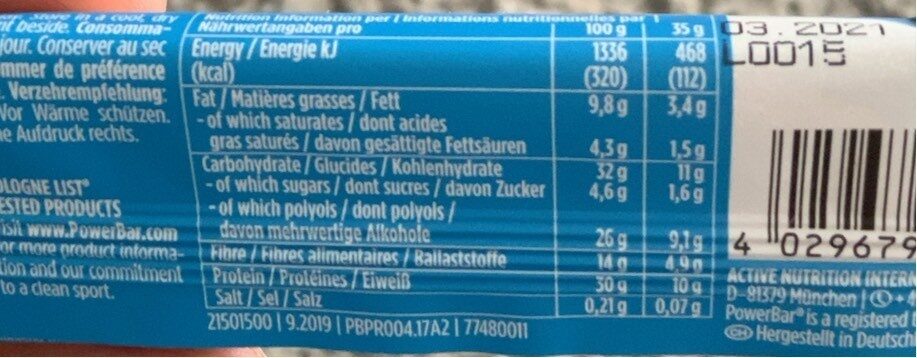 Store in a cool, dry
beside. Consomma-
jour. Conserver au sec
mmer de préférence
Verzehrempfehlung:
Vor Wärme schützen.
Aufdruck rechts.
LOGNE LIST®
ESTED PRODUCTS
www.PowerBar.com
or more product informa-
tion and our commitment
to a clean sport.
Nutrition Information per / Informations nutritionnelles par /
Nährwertangaben pro 100 g 35 g
Energy / Énergie kJ 1336 468
(kcal) (320) (112)
Fat / Matières grasses / Fett 9,8 g 3,4 g
- of which saturates / dont acides
gras saturés / davon gesättigte Fettsäuren 4,3 g 1,5 g
Carbohydrate / Glucides / Kohlenhydrate 32 g 11 g
- of which sugars / dont sucres / davon Zucker 4,6 g 1,6 g
- of which polyols / dont polyols /
davon mehrwertige Alkohole 26 g 9,1 g
Fibre / Fibres alimentaires / Ballaststoffe 14 g 4,9 g
Protein / Protéines / Eiweiß 30 g 10 g
Salt / Sel / Salz 0,21 g 0,07 g
21501500 | 9.2019 | PBPR004.17A2 | 77480011
03.2021
L0015
4 029679
ACTIVE NUTRITION INTER
D-81379 München |
PowerBar® is a registered
CH Hergestellt in Deutsch